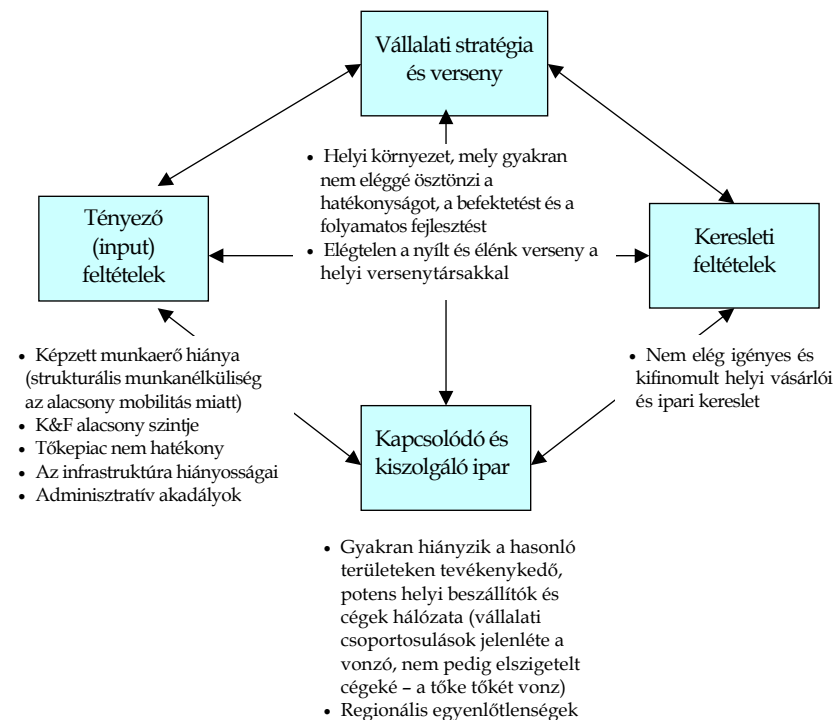 Vállalati stratégia
és verseny
• Helyi környezet, mely gyakran
nem eléggé ösztönzi a
hatékonyságot, a befektetést és a
folyamatos fejlesztést
• Elégtelen a nyílt és élénk verseny a
helyi versenytársakkal
Tényező
(input)
feltételek
Keresleti
feltételek
• Képzett munkaerő hiánya
(strukturális munkanélküliség
az alacsony mobilitás miatt)
• K&F alacsony szintje
• Tőkepiac nem hatékony
• Az infrastruktúra hiányosságai
• Adminisztratív akadályok
• Nem elég igényes és
kifinomult helyi vásárlói
és ipari kereslet
Kapcsolódó és
kiszolgáló ipar
• Gyakran hiányzik a hasonló
területeken tevékenykedő,
potens helyi beszállítók és
cégek hálózata (vállalati
csoportosulások jelenléte a
vonzó, nem pedig elszigetelt
cégeké – a tőke tőkét vonz)
• Regionális egyenlőtlenségek